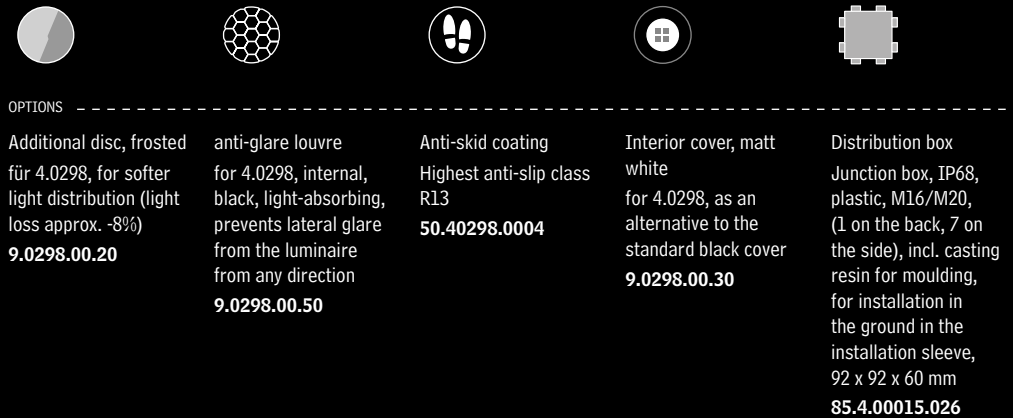 OPTIONS
Additional disc, frosted
für 4.0298, for softer
light distribution (light
loss approx. -8%)
9.0298.00.20
anti-glare louvre
for 4.0298, internal,
black, light-absorbing,
prevents lateral glare
from the luminaire
from any direction
9.0298.00.50
Anti-skid coating
Highest anti-slip class
R13
50.40298.0004
Interior cover, matt
white
for 4.0298, as an
alternative to the
standard black cover
9.0298.00.30
Distribution box
Junction box, IP68,
plastic, M16/M20,
(1 on the back, 7 on
the side), incl. casting
resin for moulding,
for installation in
the ground in the
installation sleeve,
92 x 92 x 60 mm
85.4.00015.026